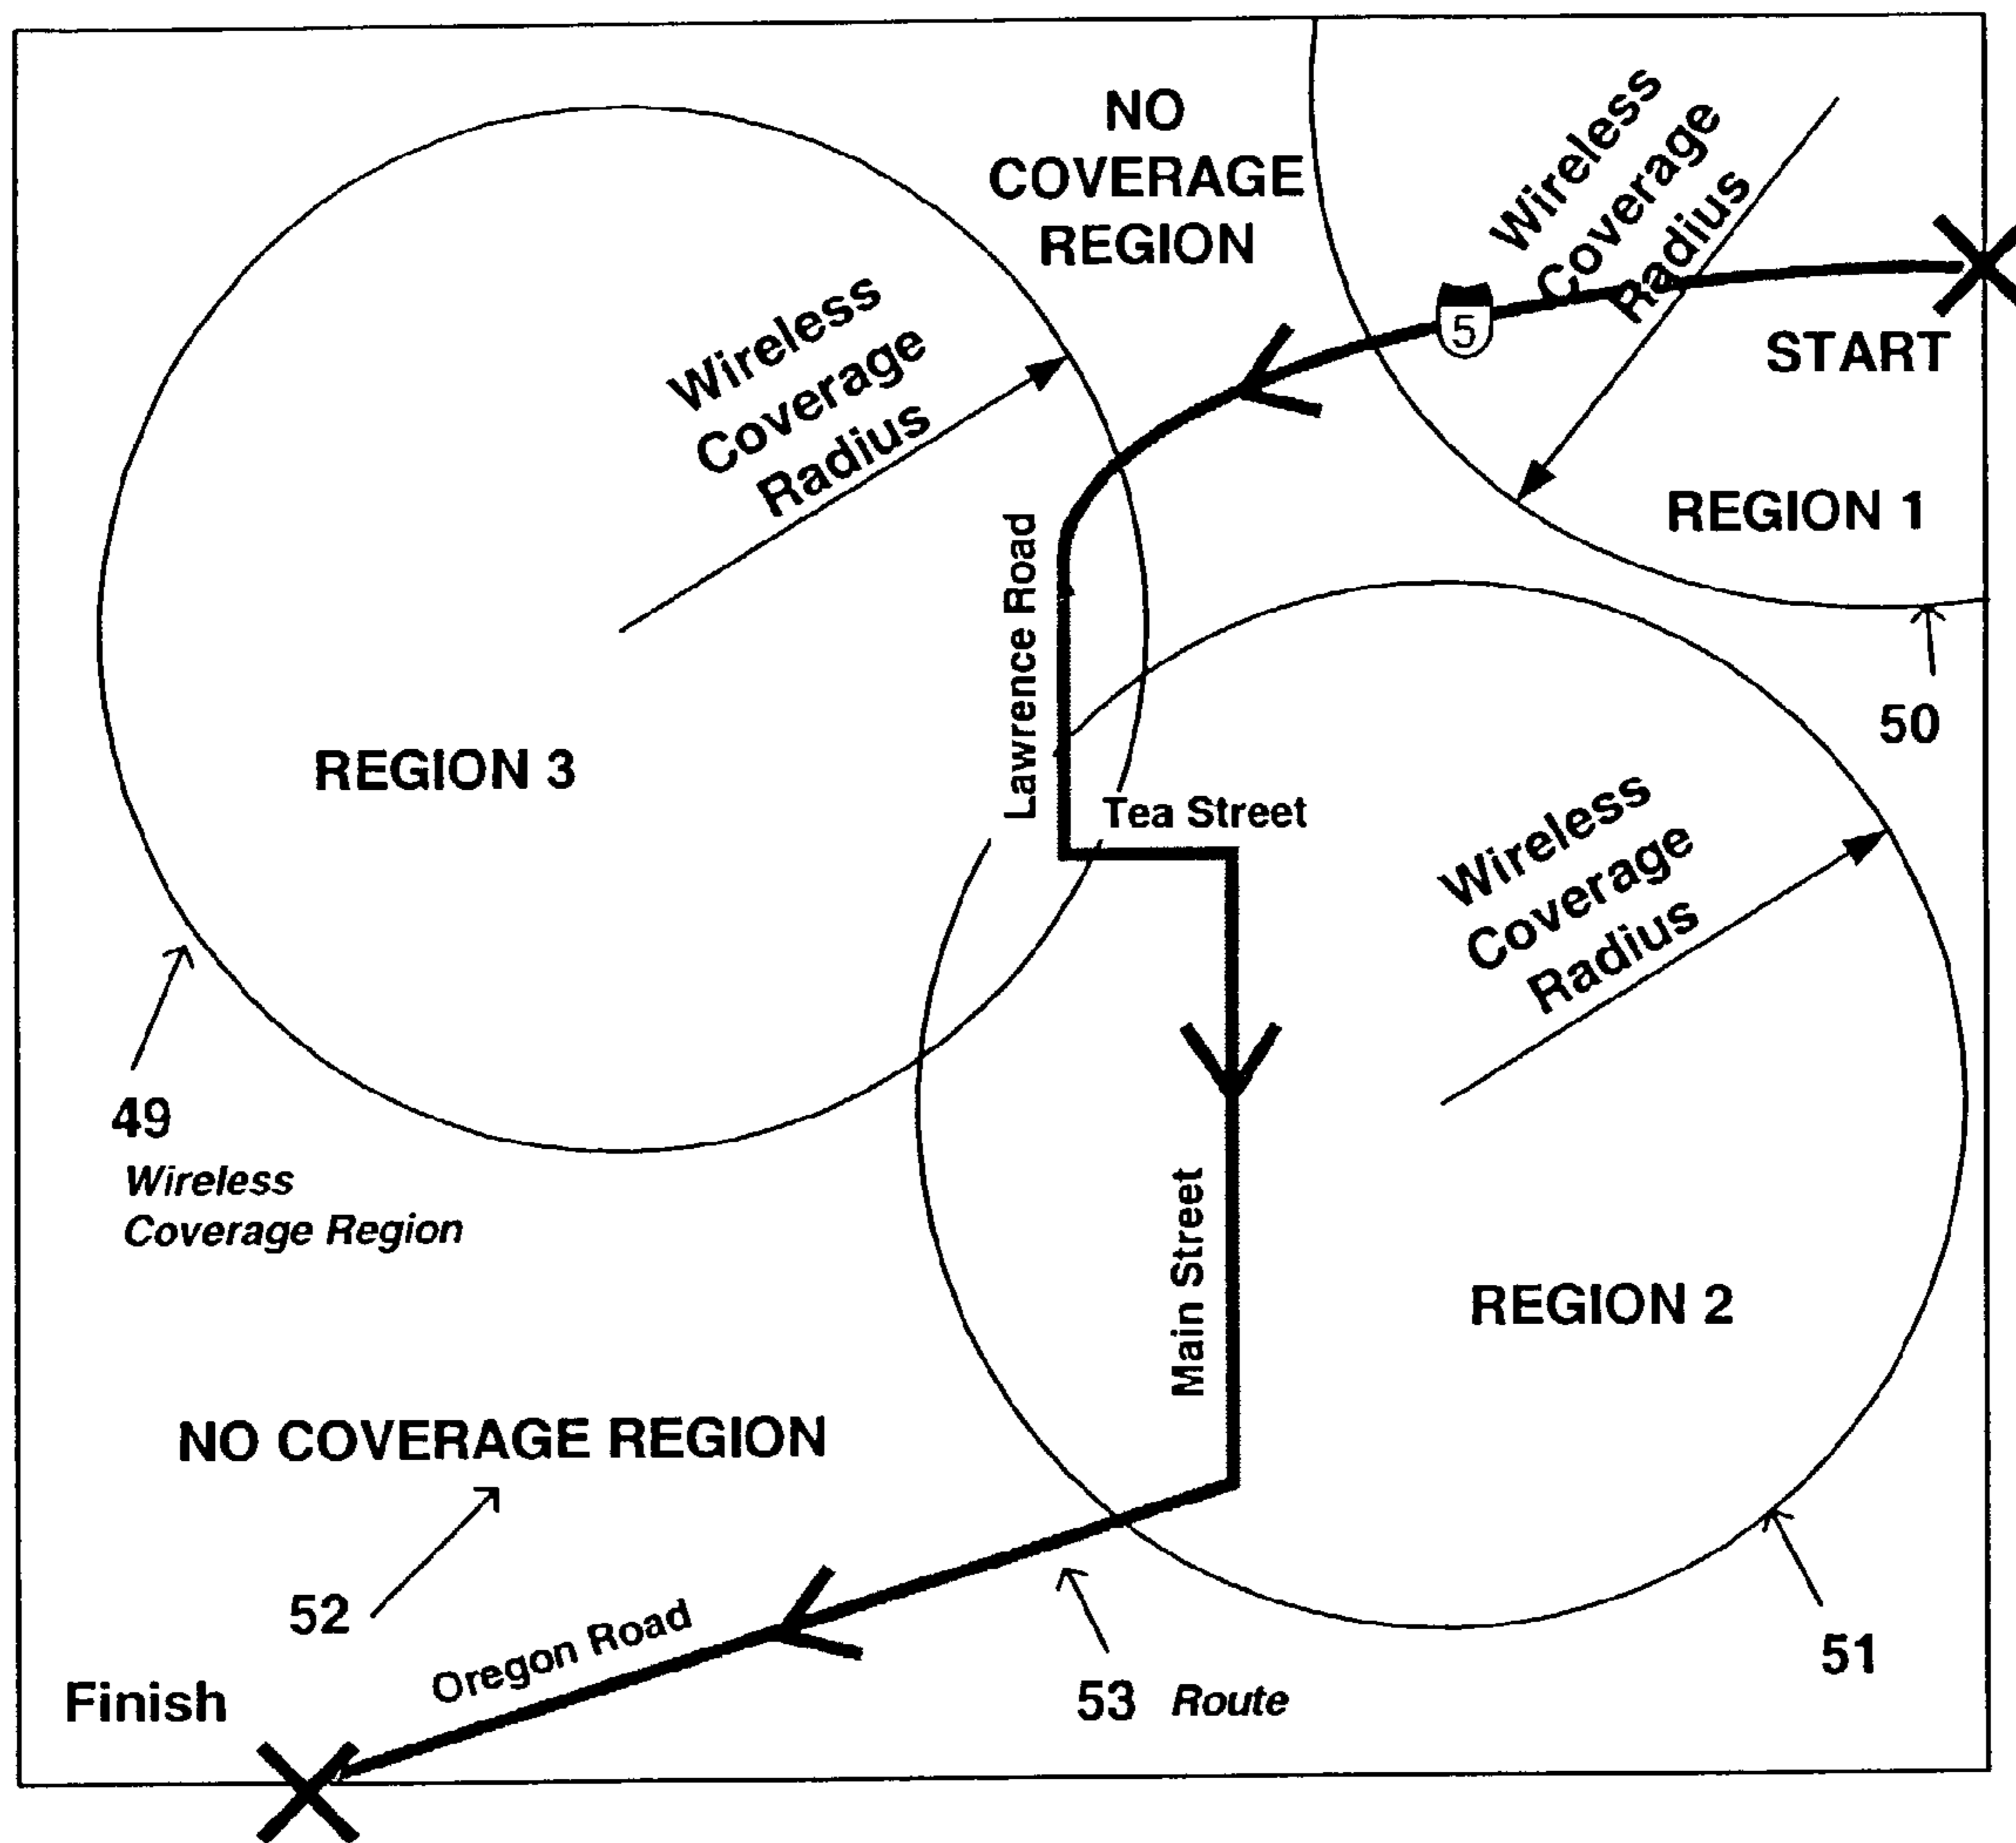 NO
COVERAGE
REGION
Wireless
Coverage
Radius
5
START
REGION 1
50
Wireless
Coverage
Radius
REGION 3
Lawrence Road
Tea Street
Wireless
Coverage
Radius
49
Wireless
Coverage Region
Main Street
REGION 2
NO COVERAGE REGION
52
Oregon Road
Finish
53 Route
51